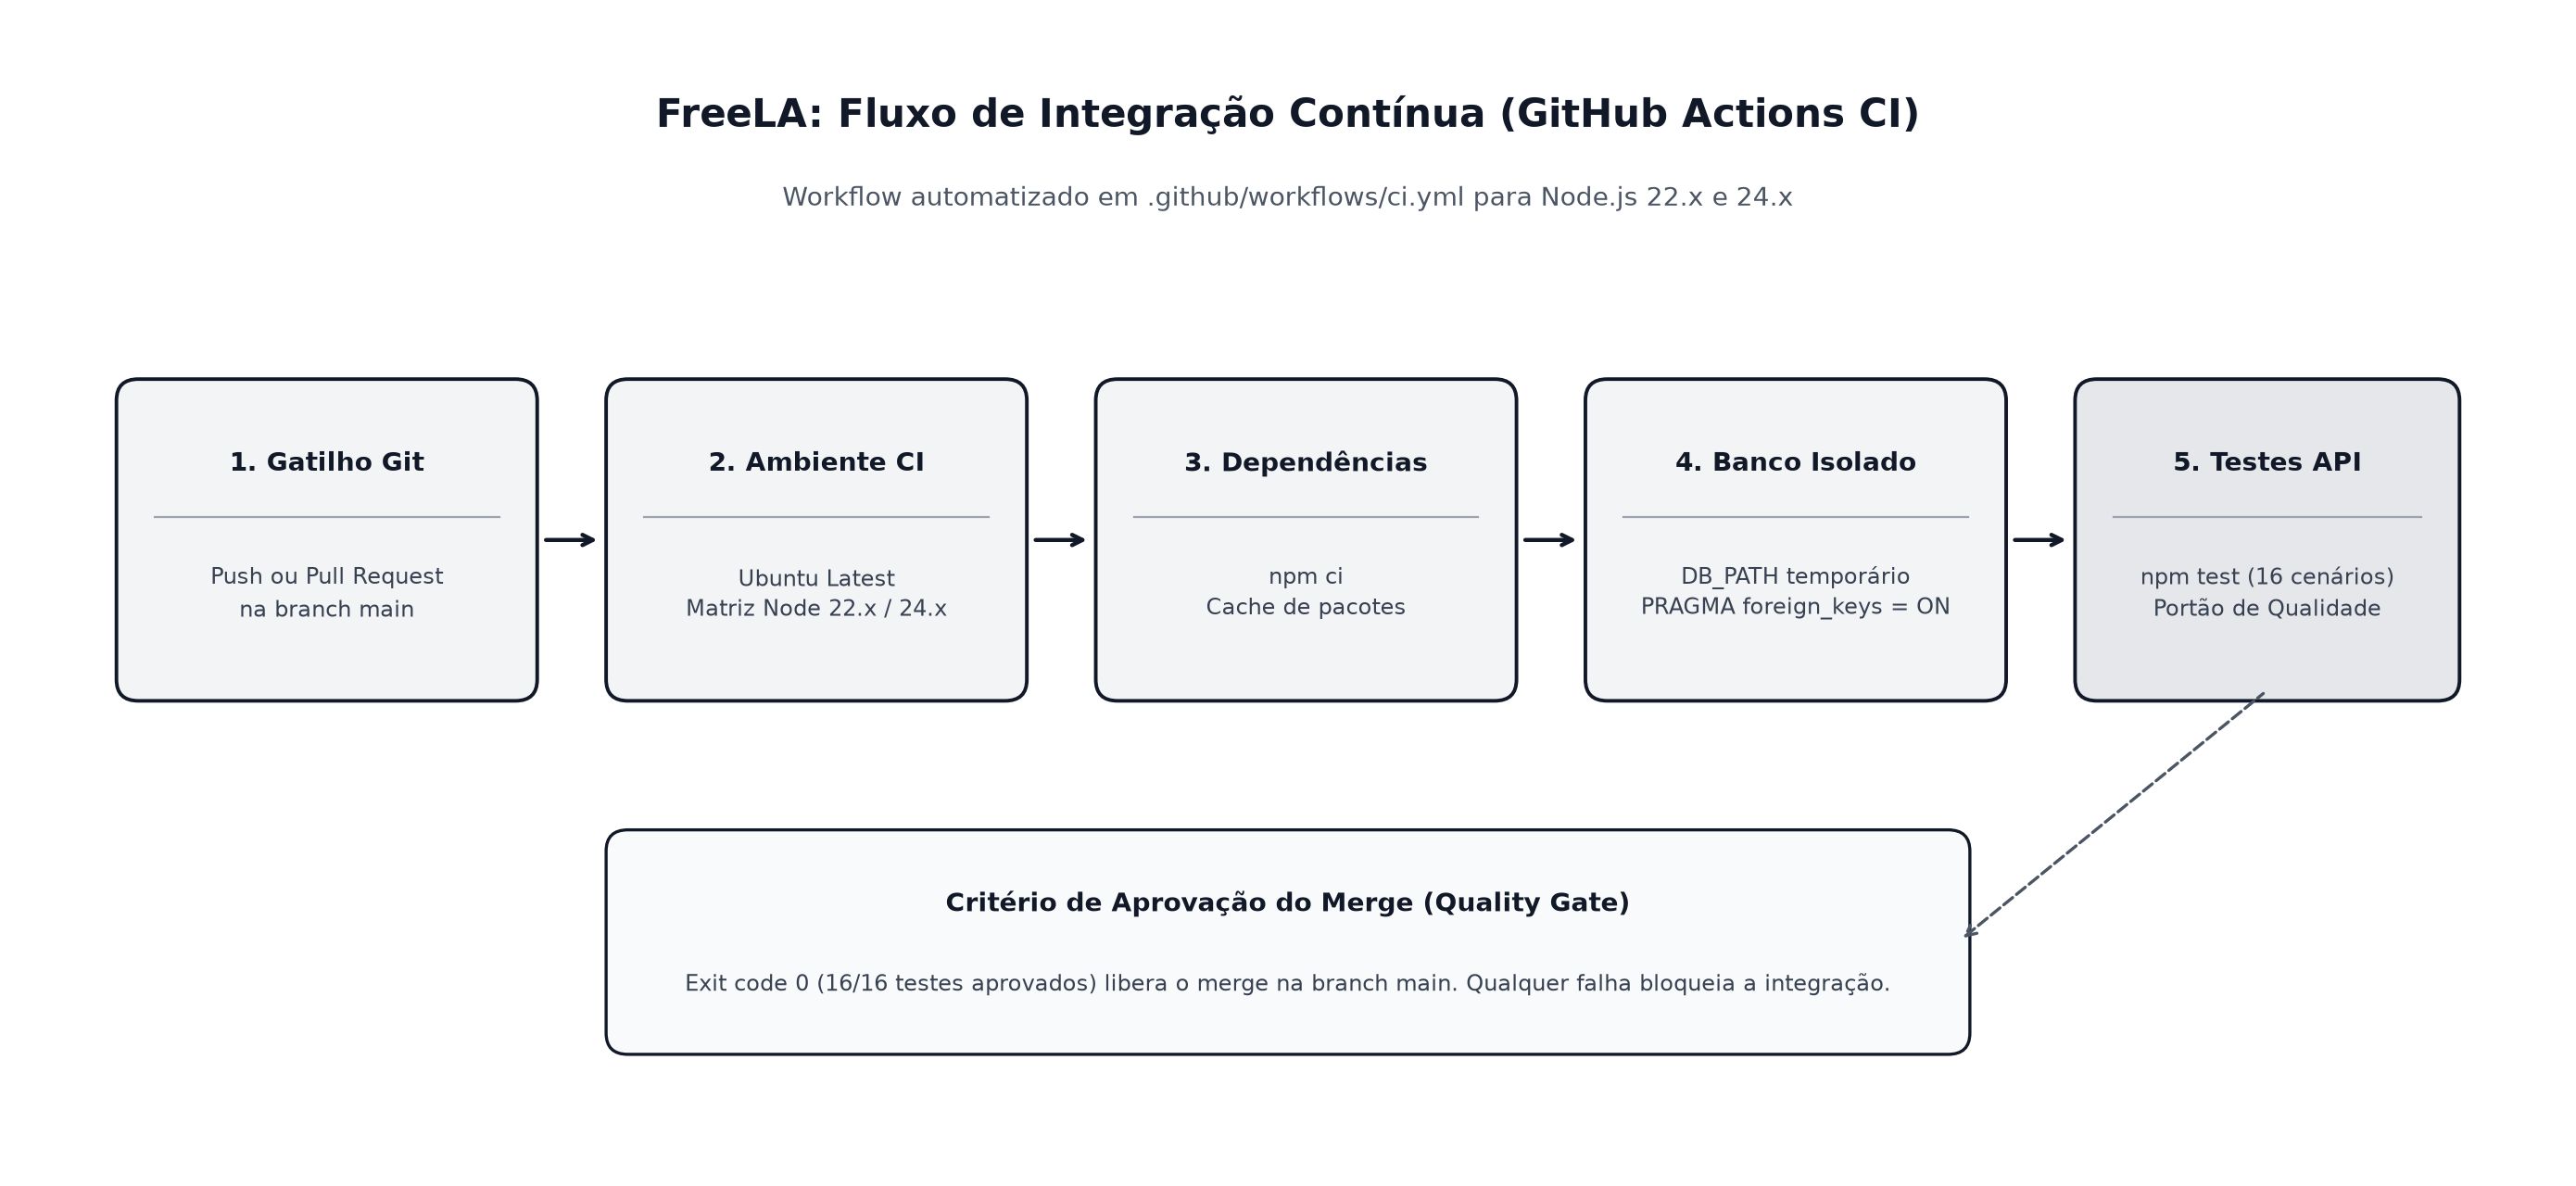 FreeLA: Fluxo de Integração Contínua (GitHub Actions CI)
Workflow automatizado em .github/workflows/ci.yml para Node.js 22.x e 24.x
1. Gatilho Git
Push ou Pull Request
na branch main
2. Ambiente CI
Ubuntu Latest
Matriz Node 22.x / 24.x
3. Dependências
npm ci
Cache de pacotes
4. Banco Isolado
DB_PATH temporário
PRAGMA foreign_keys = ON
5. Testes API
npm test (16 cenários)
Portão de Qualidade
Critério de Aprovação do Merge (Quality Gate)
Exit code 0 (16/16 testes aprovados) libera o merge na branch main. Qualquer falha bloqueia a integração.